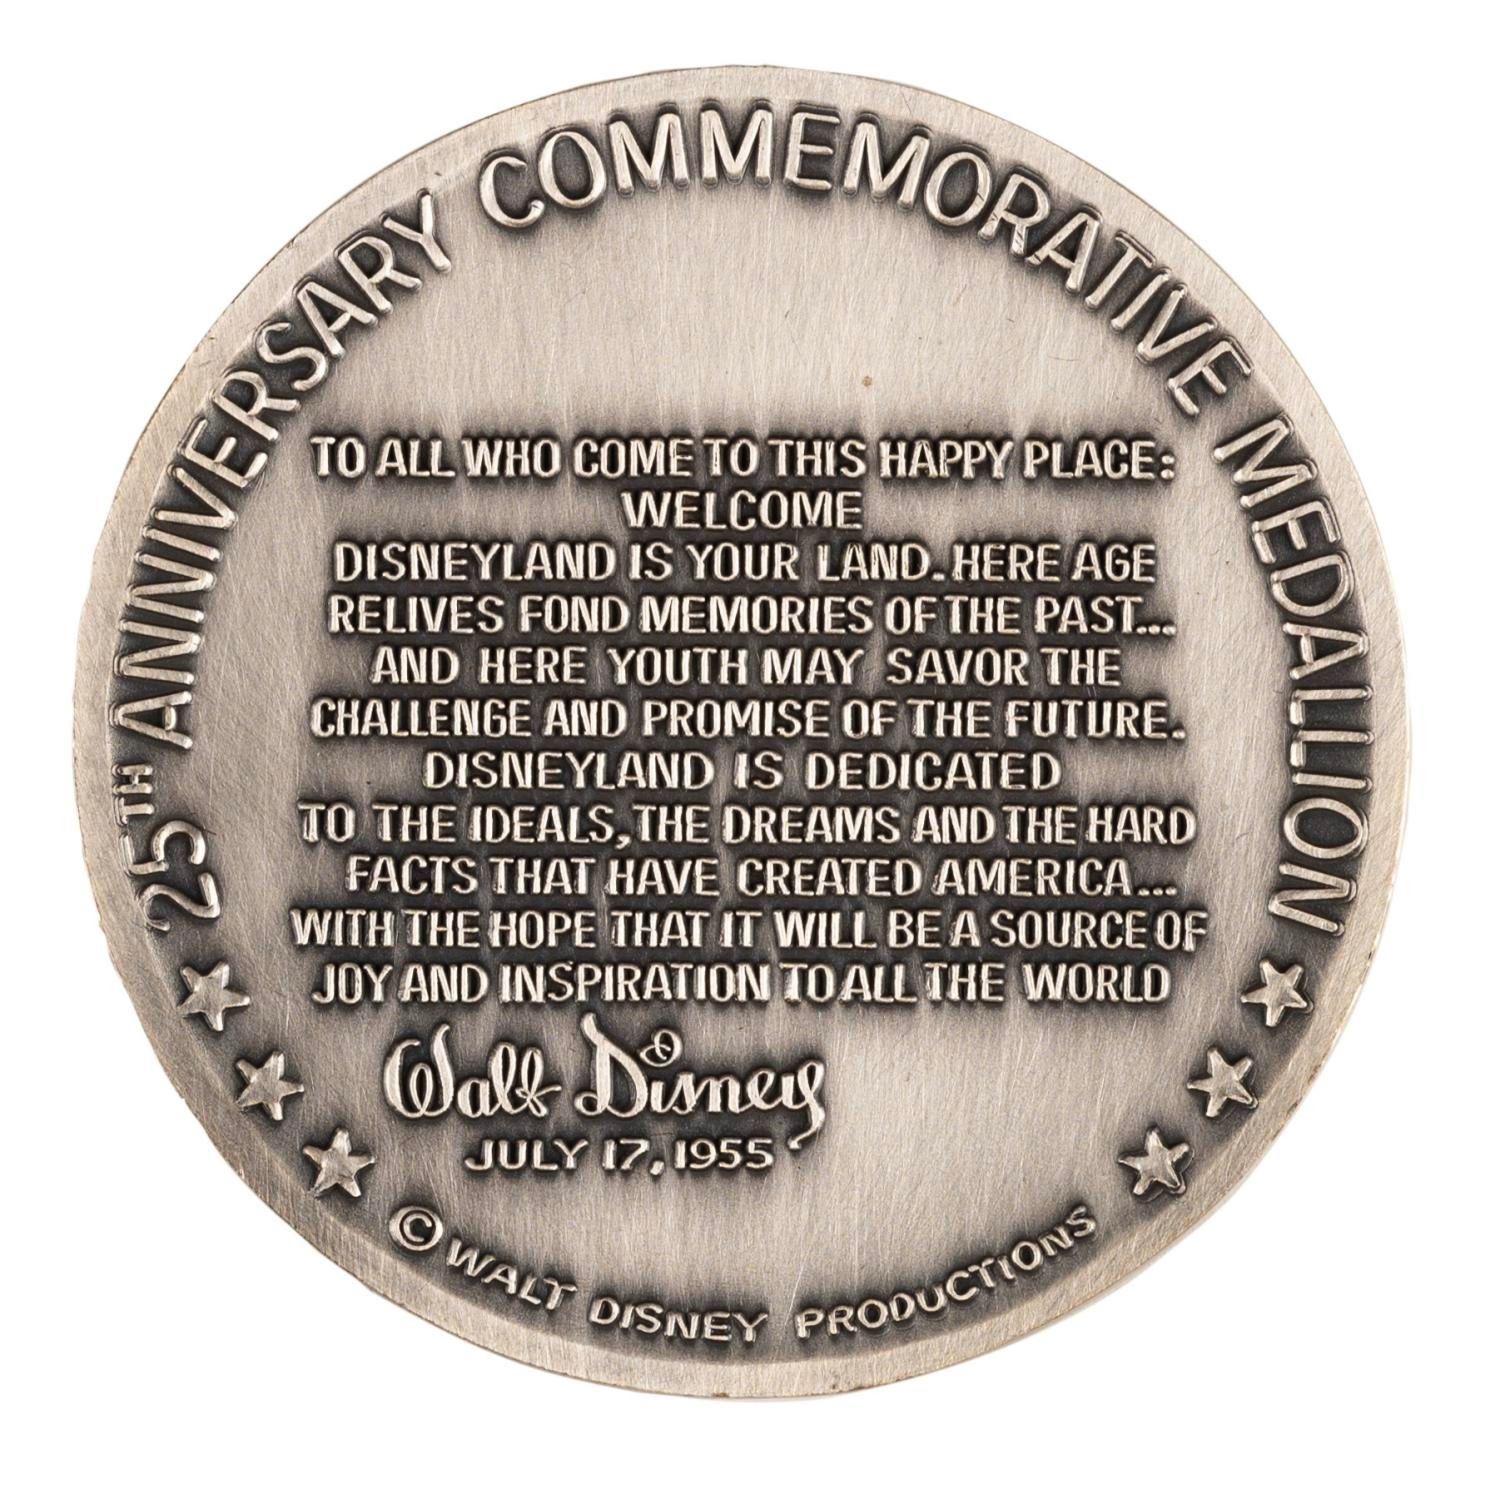 25TH ANNIVERSARY COMMEMORATIVE MEDALLION
TO ALL WHO COME TO THIS HAPPY PLACE:
WELCOME
DISNEYLAND IS YOUR LAND. HERE AGE
RELIVES FOND MEMORIES OF THE PAST...
AND HERE YOUTH MAY SAVOR THE
CHALLENGE AND PROMISE OF THE FUTURE.
DISNEYLAND IS DEDICATED
TO THE IDEALS, THE DREAMS AND THE HARD
FACTS THAT HAVE CREATED AMERICA...
WITH THE HOPE THAT IT WILL BE A SOURCE OF
JOY AND INSPIRATION TO ALL THE WORLD
Walt Disney
JULY 17, 1955
© WALT DISNEY PRODUCTIONS